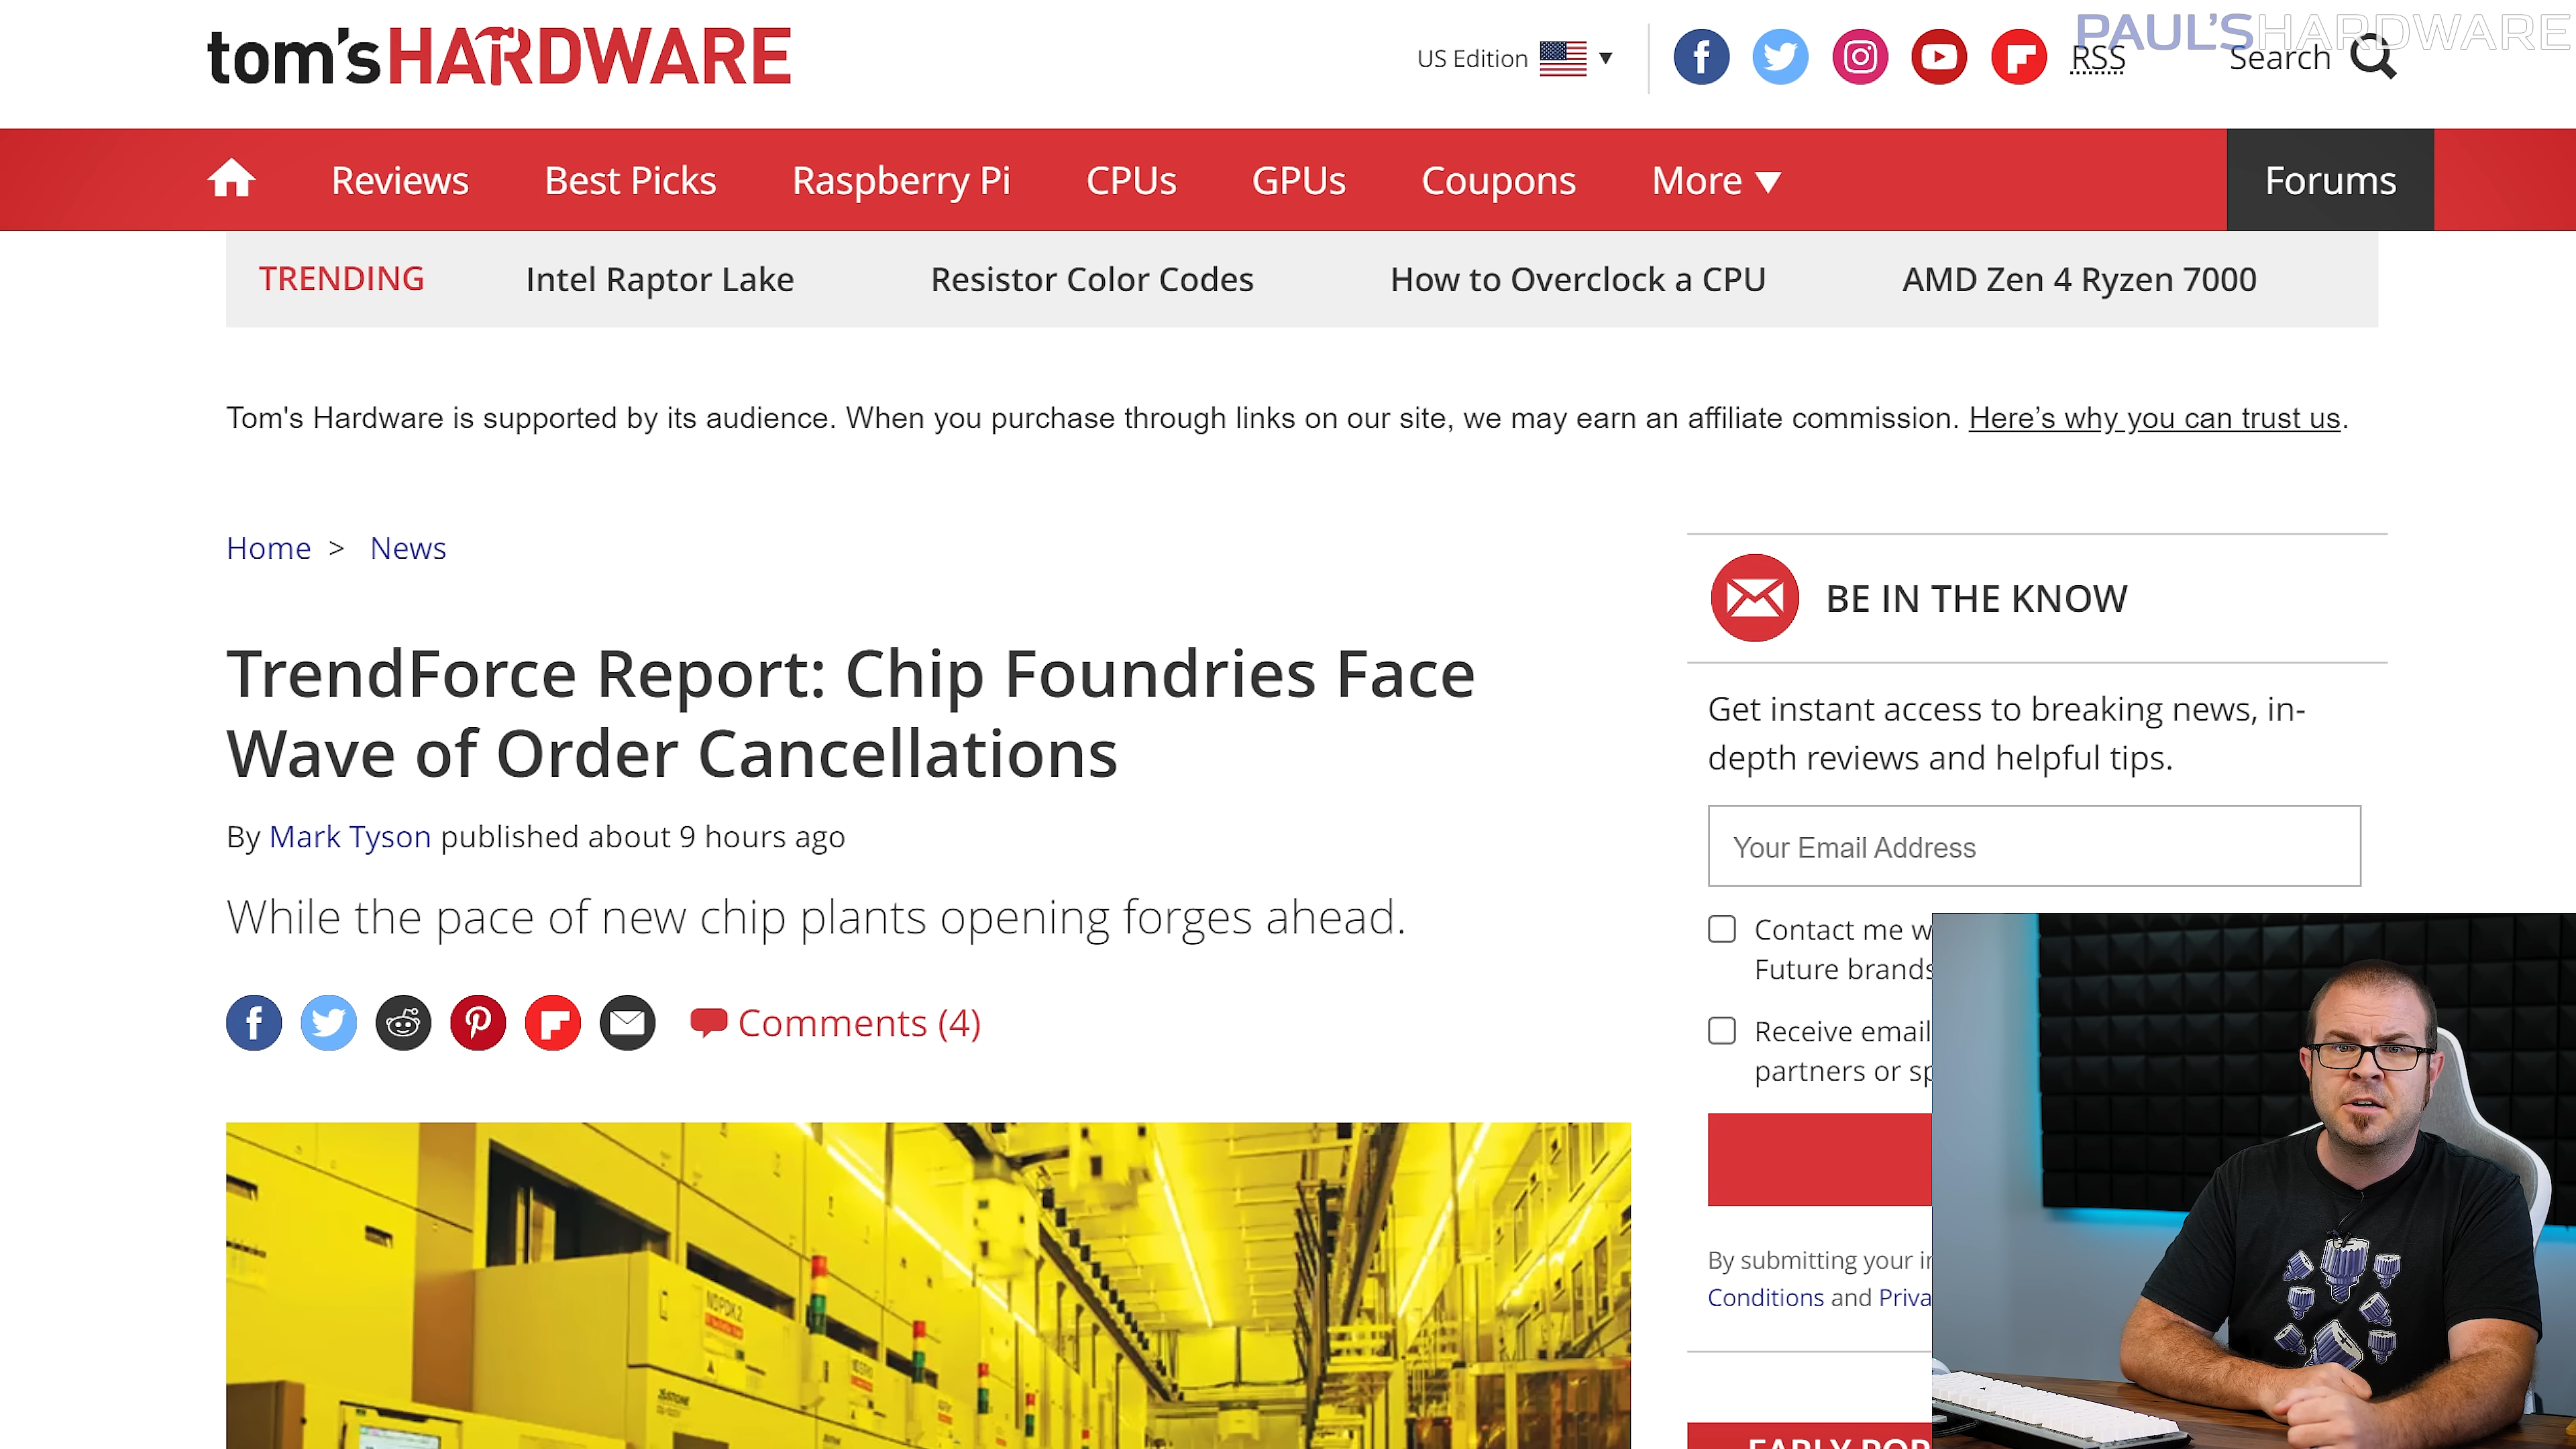 tom'sHARDWARE
US Edition
RSS
Search
PAUL'SHARDWARE
Reviews
Best Picks
Raspberry Pi
CPUs
GPUs
Coupons
More
Forums
TRENDING
Intel Raptor Lake
Resistor Color Codes
How to Overclock a CPU
AMD Zen 4 Ryzen 7000
Tom's Hardware is supported by its audience. When you purchase through links on our site, we may earn an affiliate commission. Here's why you can trust us.
Home > News
TrendForce Report: Chip Foundries Face
Wave of Order Cancellations
By Mark Tyson published about 9 hours ago
While the pace of new chip plants opening forges ahead.
Comments (4)
BE IN THE KNOW
Get instant access to breaking news, in-
depth reviews and helpful tips.
Your Email Address
Contact me w
Future brands
Receive email
partners or sp
By submitting your in
Conditions and Priva